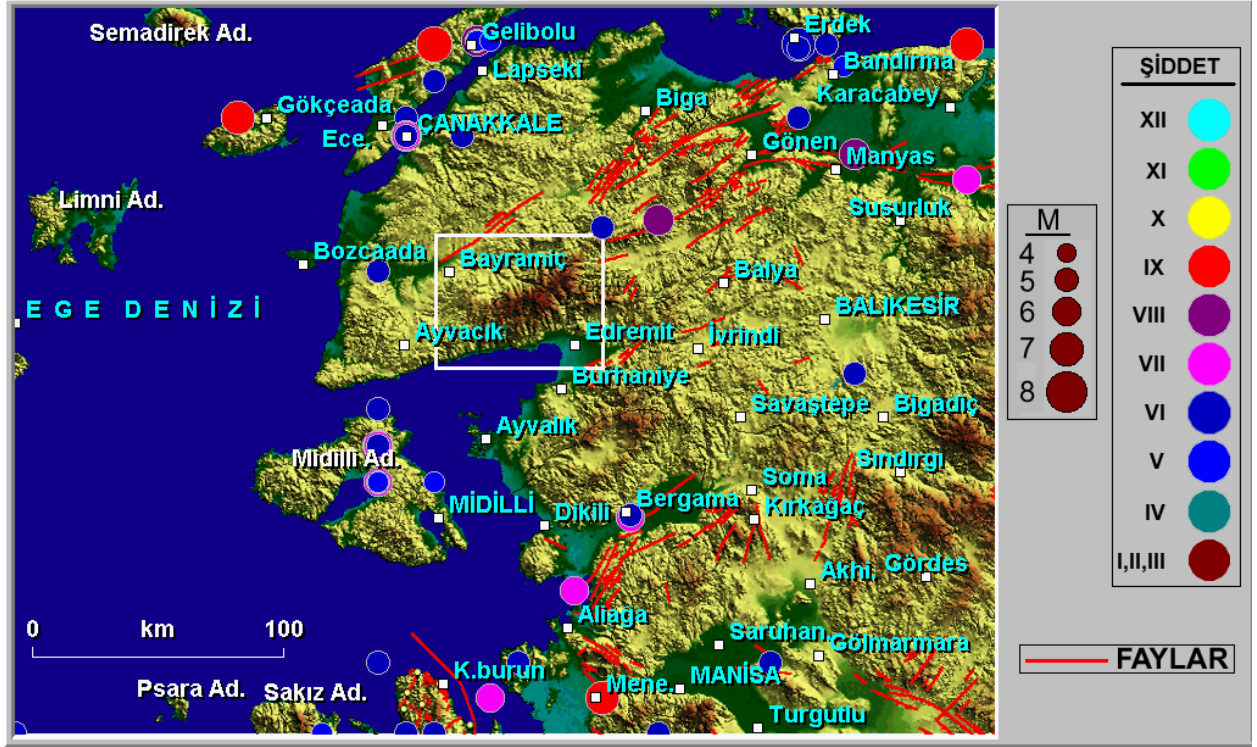 Semadirek Ad.
Gelibolu
Erdek
Lapseki
Bandırma
Gökçeada
Biga
Karacabey
Ece.
ÇANAKKALE
Gönen
Manyas
Limni Ad.
Susurluk
Bozcaada
Bayramiç
Balya
EGE DENİZİ
BALIKESİR
Ayvacık
Edremit
İvrindi
Burhaniye
Savaştepe
Bigadiç
Ayvalık
Midilli Ad.
Sındırgı
Soma
MİDİLLİ
Dikili
Bergama
Kırkağaç
Akhi.
Gördes
Aliağa
0 km 100
Saruhan.
Gölmarmara
Psara Ad.
Sakız Ad.
K.burun
Mene.
MANİSA
Turgutlu
M
4
5
6
7
8
ŞİDDET
XII
XI
X
IX
VIII
VII
VI
V
IV
I,II,III
FAYLAR